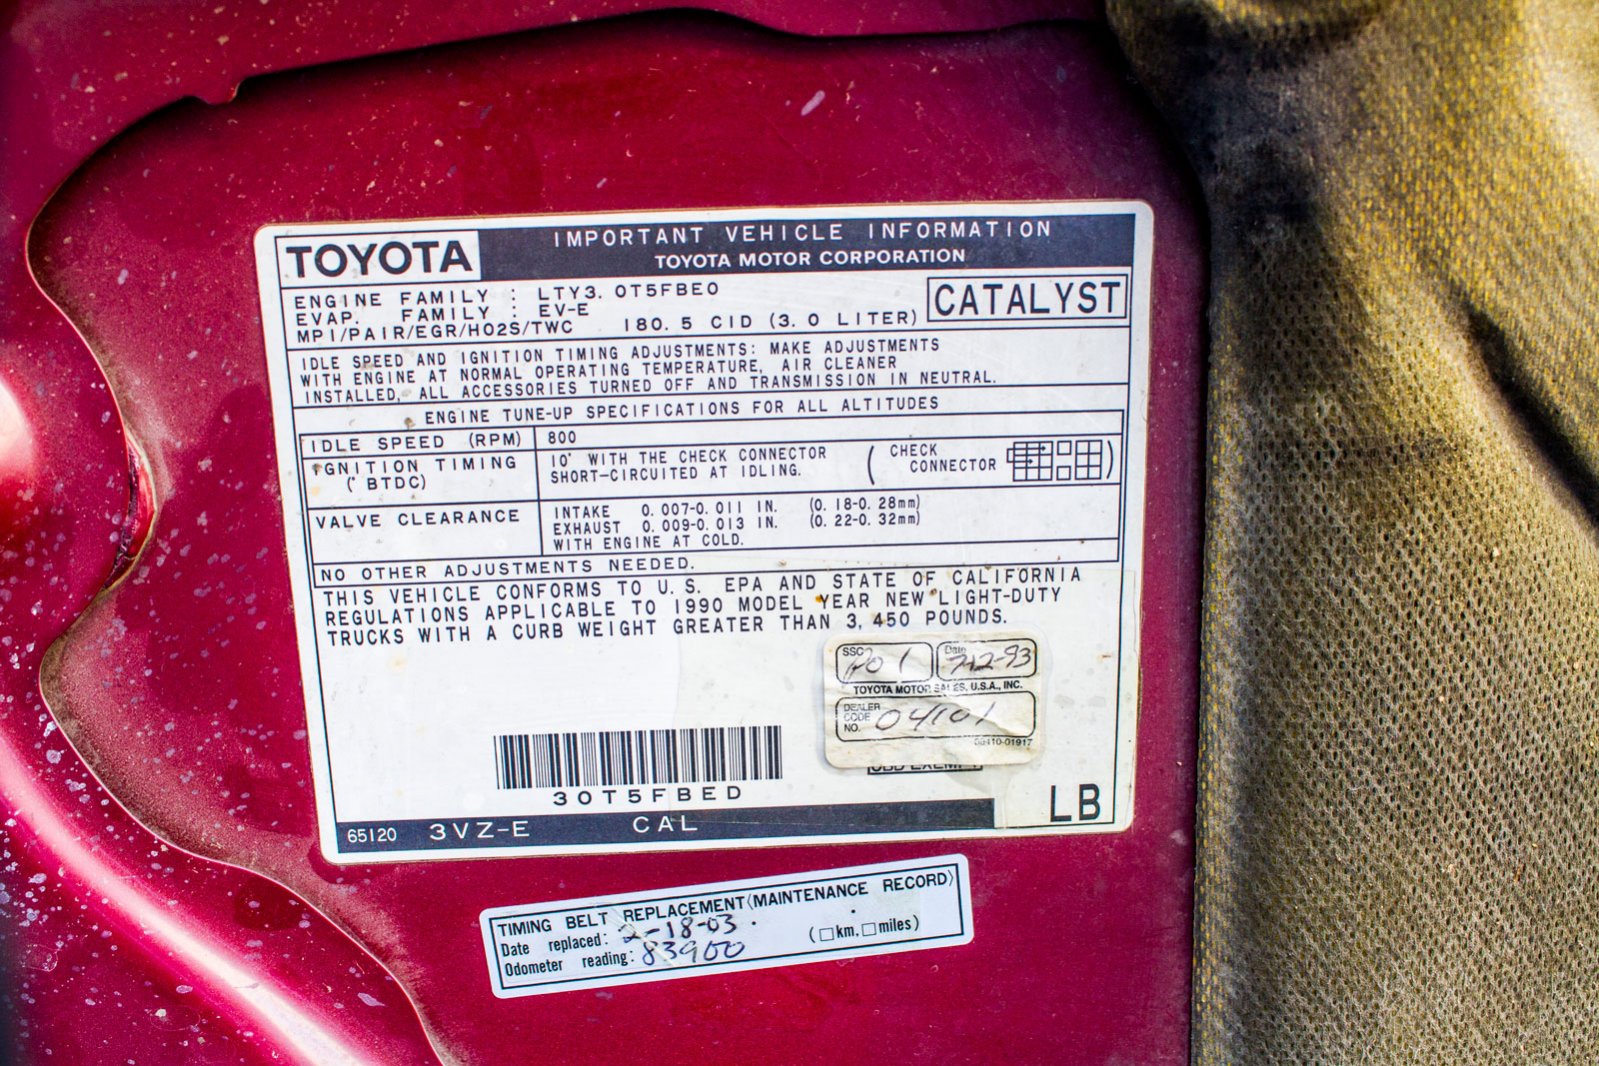 TOYOTA
IMPORTANT VEHICLE INFORMATION
TOYOTA MOTOR CORPORATION
ENGINE FAMILY : LTY3. 0T5FBE0
EVAP. FAMILY : EV-E
MPI/PAIR/EGR/HO2S/TWC 180. 5 CID (3. 0 LITER)
CATALYST
IDLE SPEED AND IGNITION TIMING ADJUSTMENTS: MAKE ADJUSTMENTS
WITH ENGINE AT NORMAL OPERATING TEMPERATURE, AIR CLEANER
INSTALLED, ALL ACCESSORIES TURNED OFF AND TRANSMISSION IN NEUTRAL.
ENGINE TUNE-UP SPECIFICATIONS FOR ALL ALTITUDES
IDLE SPEED (RPM) 800
IGNITION TIMING
(° BTDC)
10° WITH THE CHECK CONNECTOR
SHORT-CIRCUITED AT IDLING.
( CHECK
CONNECTOR )
VALVE CLEARANCE
INTAKE 0. 007-0. 011 IN. (0. 18-0. 28mm)
EXHAUST 0. 009-0. 013 IN. (0. 22-0. 32mm)
WITH ENGINE AT COLD.
NO OTHER ADJUSTMENTS NEEDED.
THIS VEHICLE CONFORMS TO U. S. EPA AND STATE OF CALIFORNIA
REGULATIONS APPLICABLE TO 1990 MODEL YEAR NEW LIGHT-DUTY
TRUCKS WITH A CURB WEIGHT GREATER THAN 3, 450 POUNDS.
SSC
Date
TOYOTA MOTOR SALES, U.S.A., INC.
DEALER
CODE
NO. 04101
00410-01917
30T5FBED
LB
65120 3VZ-E CAL
TIMING BELT REPLACEMENT(MAINTENANCE RECORD)
Date replaced: 2-18-03
Odometer reading: 83900 (□km, □miles)